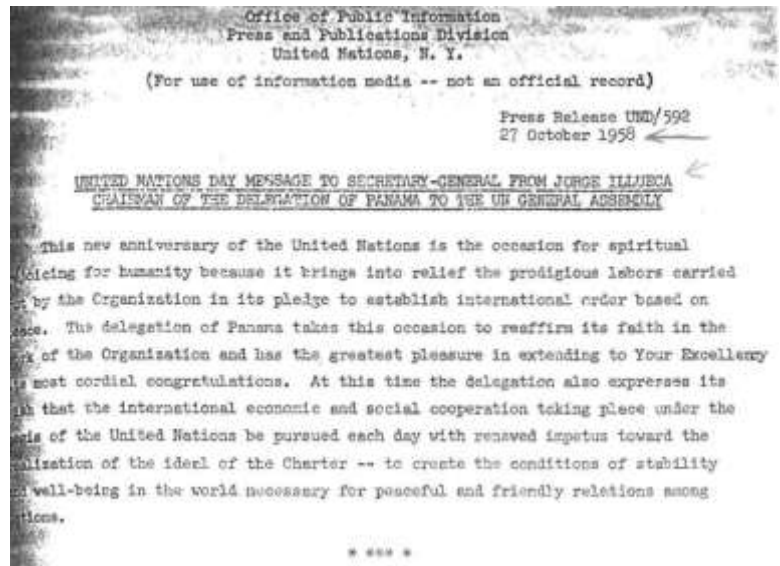 Office of Public Information
Press and Publications Division
United Nations, N. Y.
(For use of information media -- not an official record)
Press Release UND/592
27 October 1958
UNITED NATIONS DAY MESSAGE TO SECRETARY-GENERAL FROM JORGE ILLUECA
CHAIRMAN OF THE DELEGATION OF PANAMA TO THE UN GENERAL ASSEMBLY
This new anniversary of the United Nations is the occasion for spiritual
oicing for humanity because it brings into relief the prodigious labors carried
by the Organization in its pledge to establish international order based on
The delegation of Panama takes this occasion to reaffirm its faith in the
of the Organization and has the greatest pleasure in extending to Your Excellency
most cordial congratulations. At this time the delegation also expresses its
that the international economic and social cooperation taking place under the
of the United Nations be pursued each day with renewed impetus toward the
lization of the ideal of the Charter -- to create the conditions of stability
well-being in the world necessary for peaceful and friendly relations among
tions.
* *** *